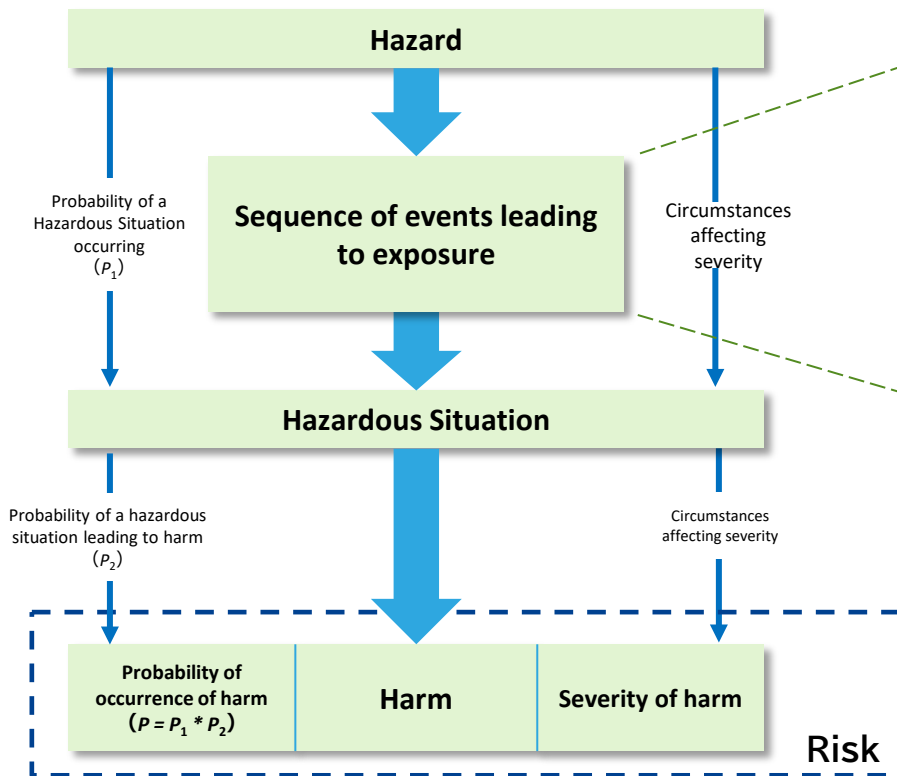 Hazard
Sequence of events leading
to exposure
Probability of a
Hazardous Situation
occurring
(P₁)
Circumstances
affecting
severity
Hazardous Situation
Probability of a hazardous
situation leading to harm
(P₂)
Circumstances
affecting severity
Probability of
occurrence of harm
(P = P₁ * P₂)
Harm
Severity of harm
Risk